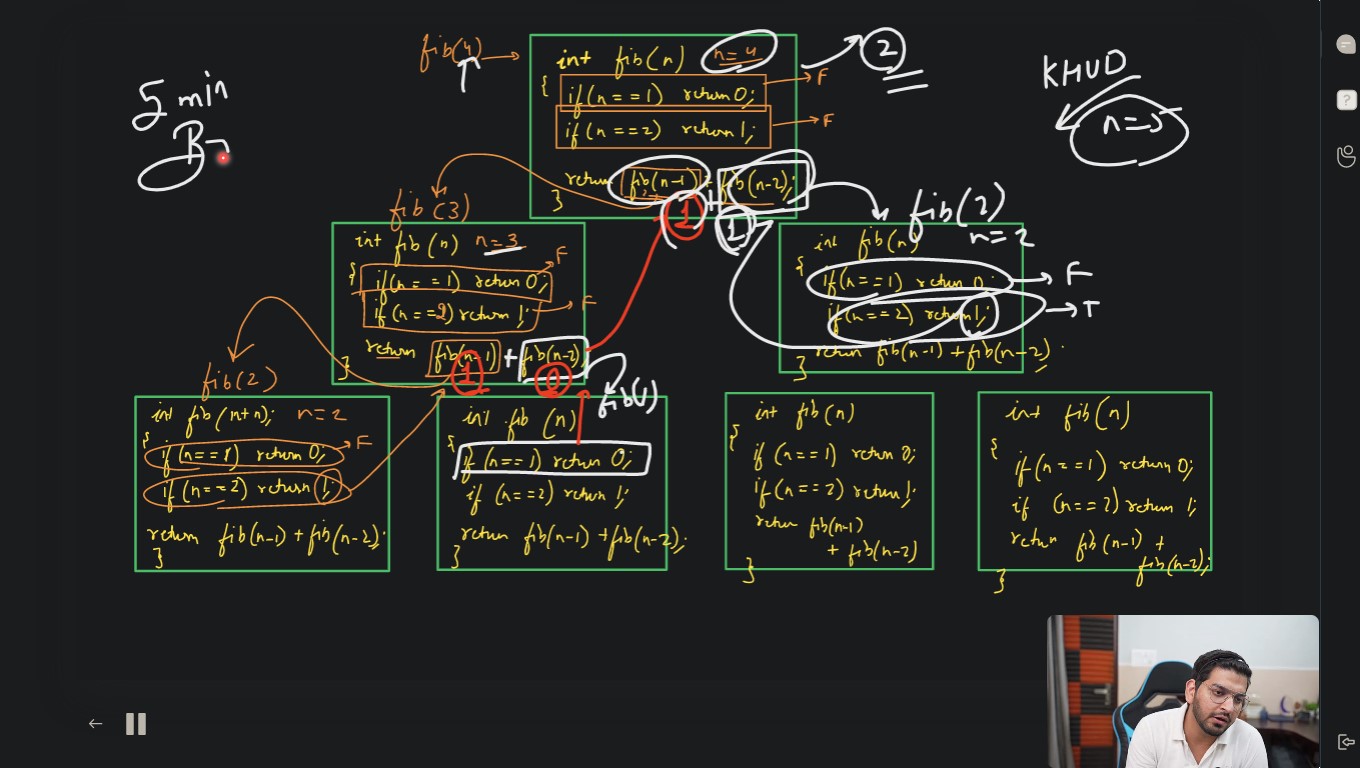 5 min
Br
fib(4)
int fib(n) n=4
{
if(n==1) return 0; F
if(n==2) return 1; F
return fib(n-1) + fib(n-2);
}
2
KHUD
n=5
1
1
fib(3)
int fib(n) n=3
{
if(n==1) return 0; F
if(n==2) return 1; F
return fib(n-1) + fib(n-2)
}
1
0
fib(2)
n=2
int fib(n)
{
if(n==1) return 0; F
if(n==2) return 1; T
return fib(n-1)+fib(n-2);
}
fib(2)
int fib(n+n); n=2
{
if(n==1) return 0; F
if(n==2) return 1;
return fib(n-1)+fib(n-2);
}
fib(1)
int fib(n)
{
if(n==1) return 0;
if(n==2) return 1;
return fib(n-1)+fib(n-2);
}
int fib(n)
{
if(n==1) return 0;
if(n==2) return 1;
return fib(n-1)
+ fib(n-2)
}
int fib(n)
{
if(n==1) return 0;
if (n==2) return 1;
return fib(n-1) +
fib(n-2);
}